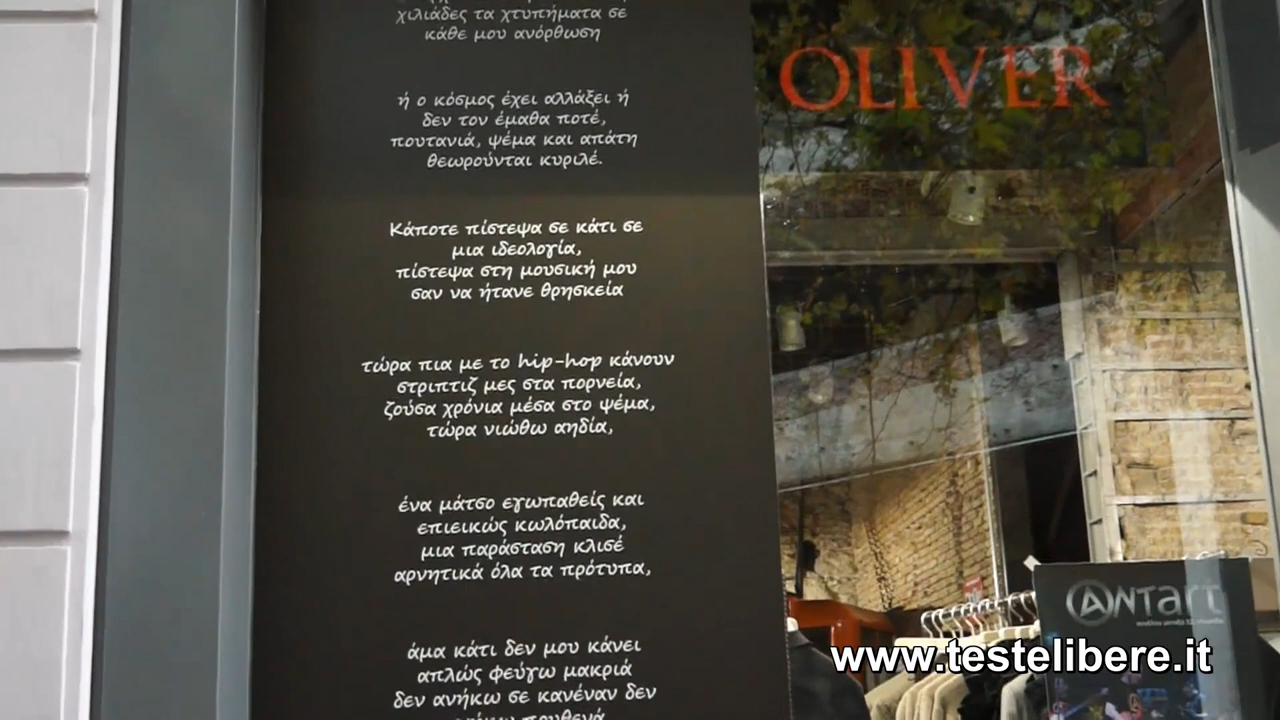 χιλιάδες τα χτυπήματα σε
κάθε μου ανόρθωση
ή ο κόσμος έχει αλλάξει ή
δεν τον έμαθα ποτέ,
πουτανιά, ψέμα και απάτη
θεωρούνται κυριλέ.
Κάποτε πίστεψα σε κάτι σε
μια ιδεολογία,
πίστεψα στη μουσική μου
σαν να ήτανε θρησκεία
τώρα πια με το hip-hop κάνουν
στριπτιζ μες στα πορνεία,
ζούσα χρόνια μέσα στο ψέμα,
τώρα νιώθω αηδία,
ένα μάτσο εγωπαθείς και
επιεικώς κωλόπαιδα,
μια παράσταση κλισέ
αρνητικά όλα τα πρότυπα,
άμα κάτι δεν μου κάνει
απλώς φεύγω μακριά
δεν ανήκω σε κανέναν δεν
OLIVER
ANTart
www.testelibere.it